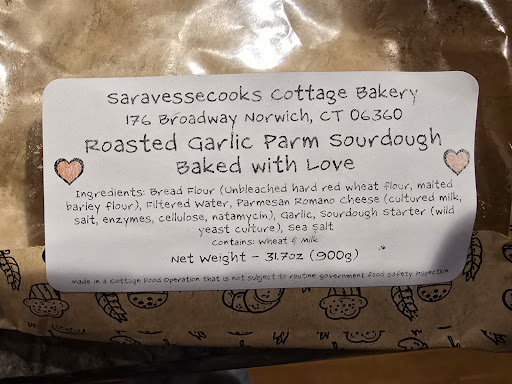 Saravessecooks Cottage Bakery
176 Broadway Norwich, CT 06360
Roasted Garlic Parm Sourdough
Baked with Love
Ingredients: Bread Flour (Unbleached hard red wheat flour, malted
barley flour), Filtered Water, Parmesan Romano Cheese (cultured milk,
salt, enzymes, cellulose, natamycin), Garlic, Sourdough Starter (wild
yeast culture), Sea Salt
Contains: Wheat & Milk
Net Weight - 31.7oz (900g)
Made in a Cottage Food Operation that is not subject to routine government food safety inspection